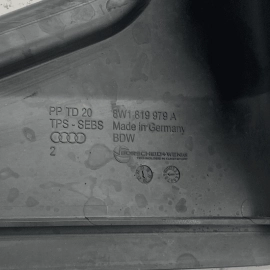 PP TD 20
TPS - SEBS
2
8W1 819 979 A
Made in Germany
BDW